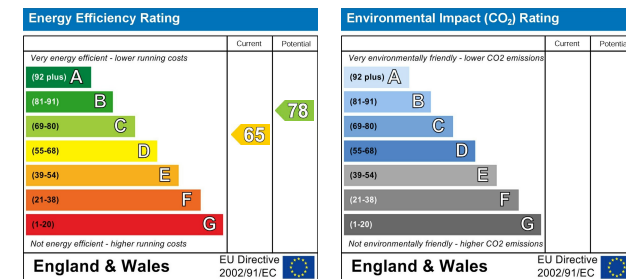 Energy Efficiency Rating
Current Potential
Very energy efficient - lower running costs
(92 plus) A
(81-91) B
(69-80) C
(55-68) D
(39-54) E
(21-38) F
(1-20) G
65
78
Not energy efficient - higher running costs
England & Wales
EU Directive
2002/91/EC
Environmental Impact (CO₂) Rating
Current Potentia
Very environmentally friendly - lower CO2 emissions
(92 plus) A
(81-91) B
(69-80) C
(55-68) D
(39-54) E
(21-38) F
(1-20) G
Not environmentally friendly - higher CO2 emissions
England & Wales
EU Directive
2002/91/EC